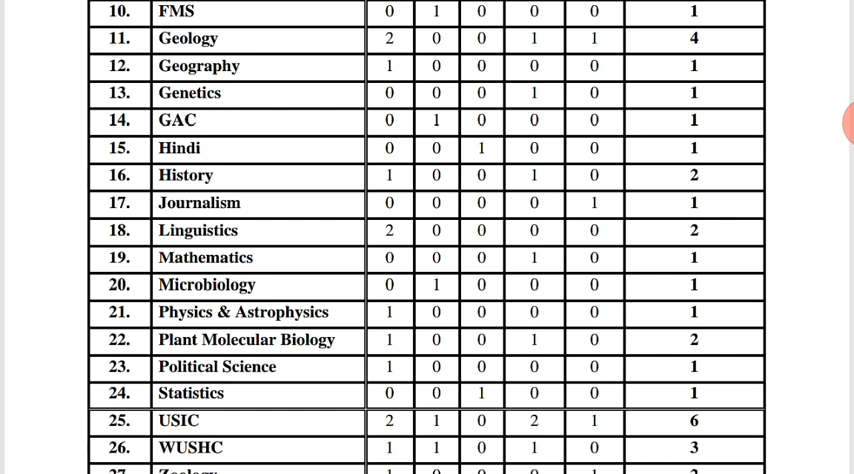 10. FMS 0 1 0 0 0 1
11. Geology 2 0 0 1 1 4
12. Geography 1 0 0 0 0 1
13. Genetics 0 0 0 1 0 1
14. GAC 0 1 0 0 0 1
15. Hindi 0 0 1 0 0 1
16. History 1 0 0 1 0 2
17. Journalism 0 0 0 0 1 1
18. Linguistics 2 0 0 0 0 2
19. Mathematics 0 0 0 1 0 1
20. Microbiology 0 1 0 0 0 1
21. Physics & Astrophysics 1 0 0 0 0 1
22. Plant Molecular Biology 1 0 0 1 0 2
23. Political Science 1 0 0 0 0 1
24. Statistics 0 0 1 0 0 1
25. USIC 2 1 0 2 1 6
26. WUSHC 1 1 0 1 0 3